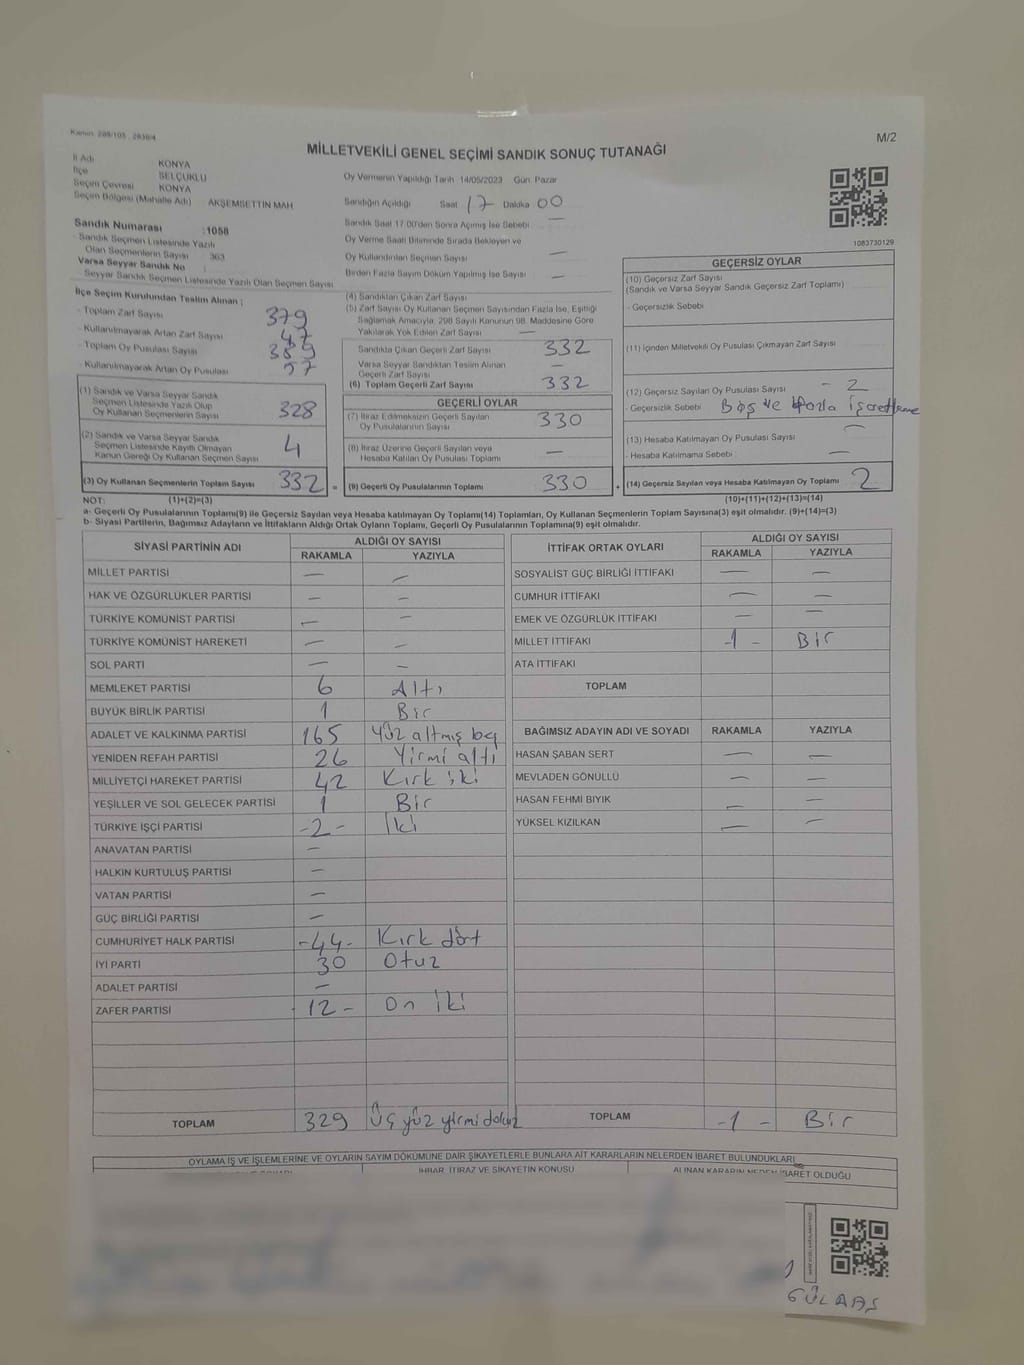 Kanun: 298/105 , 2839/4
M/2
MİLLETVEKİLİ GENEL SEÇİMİ SANDIK SONUÇ TUTANAĞI
İl Adı KONYA
İlçe SELÇUKLU
Seçim Çevresi KONYA
Seçim Bölgesi (Mahalle Adı) AKŞEMSETTİN MAH
Oy Vermenin Yapıldığı Tarih 14/05/2023 Gün Pazar
Sandığın Açıldığı Saat 17 Dakika 00
Sandık Saat 17.00'den Sonra Açılmış İse Sebebi —
Oy Verme Saati Bitiminde Sırada Bekleyen ve
Oy Kullandırılan Seçmen Sayısı —
Birden Fazla Sayım Döküm Yapılmış İse Sayısı —
Sandık Numarası :1058
- Sandık Seçmen Listesinde Yazılı
Olan Seçmenlerin Sayısı 363
Varsa Seyyar Sandık No :
Seyyar Sandık Seçmen Listesinde Yazılı Olan Seçmen Sayısı
İlçe Seçim Kurulundan Teslim Alınan ;
- Toplam Zarf Sayısı 379
- Kullanılmayarak Artan Zarf Sayısı 47
- Toplam Oy Pusulası Sayısı
- Kullanılmayarak Artan Oy Pusulası
(1) Sandık ve Varsa Seyyar Sandık
Seçmen Listesinde Yazılı Olup
Oy Kullanan Seçmenlerin Sayısı 328
(2) Sandık ve Varsa Seyyar Sandık
Seçmen Listesinde Kayıtlı Olmayan
Kanun Gereği Oy Kullanan Seçmen Sayısı 4
(3) Oy Kullanan Seçmenlerin Toplam Sayısı 332
(4) Sandıktan Çıkan Zarf Sayısı
(5) Zarf Sayısı Oy Kullanan Seçmen Sayısından Fazla İse, Eşitliği
Sağlamak Amacıyla, 298 Sayılı Kanunun 98. Maddesine Göre
Yakılarak Yok Edilen Zarf Sayısı —
Sandıkta Çıkan Geçerli Zarf Sayısı 332
Varsa Seyyar Sandıktan Teslim Alınan
Geçerli Zarf Sayısı —
(6) Toplam Geçerli Zarf Sayısı 332
GEÇERLİ OYLAR
(7) İtiraz Edilmeksizin Geçerli Sayılan
Oy Pusulalarının Sayısı 330
(8) İtiraz Üzerine Geçerli Sayılan veya
Hesaba Katılan Oy Pusulası Toplamı —
= (9) Geçerli Oy Pusulalarının Toplamı 330
1083730129
GEÇERSİZ OYLAR
(10) Geçersiz Zarf Sayısı
(Sandık ve Varsa Seyyar Sandık Geçersiz Zarf Toplamı)
- Geçersizlik Sebebi
(11) İçinden Milletvekili Oy Pusulası Çıkmayan Zarf Sayısı
(12) Geçersiz Sayılan Oy Pusulası Sayısı - 2
Geçersizlik Sebebi Boş ve fazla işaretleme
(13) Hesaba Katılmayan Oy Pusulası Sayısı —
- Hesaba Katılmama Sebebi —
+ (14) Geçersiz Sayılan veya Hesaba Katılmayan Oy Toplamı 2
NOT: (1)+(2)=(3) (10)+(11)+(12)+(13)=(14)
a- Geçerli Oy Pusulalarının Toplamı(9) ile Geçersiz Sayılan veya Hesaba katılmayan Oy Toplamı(14) Toplamları, Oy Kullanan Seçmenlerin Toplam Sayısına(3) eşit olmalıdır. (9)+(14)=(3)
b- Siyasi Partilerin, Bağımsız Adayların ve İttifakların Aldığı Ortak Oyların Toplamı, Geçerli Oy Pusulalarının Toplamına(9) eşit olmalıdır.
SİYASİ PARTİNİN ADI ALDIĞI OY SAYISI
RAKAMLA YAZIYLA
MİLLET PARTİSİ — —
HAK VE ÖZGÜRLÜKLER PARTİSİ — —
TÜRKİYE KOMÜNİST PARTİSİ — —
TÜRKİYE KOMÜNİST HAREKETİ — —
SOL PARTİ — —
MEMLEKET PARTİSİ 6 Altı
BÜYÜK BİRLİK PARTİSİ 1 Bir
ADALET VE KALKINMA PARTİSİ 165 Yüz altmış beş
YENİDEN REFAH PARTİSİ 26 Yirmi altı
MİLLİYETÇİ HAREKET PARTİSİ 42 Kırk iki
YEŞİLLER VE SOL GELECEK PARTİSİ 1 Bir
TÜRKİYE İŞÇİ PARTİSİ -2- İki
ANAVATAN PARTİSİ —
HALKIN KURTULUŞ PARTİSİ —
VATAN PARTİSİ —
GÜÇ BİRLİĞİ PARTİSİ —
CUMHURİYET HALK PARTİSİ -44- Kırk dört
İYİ PARTİ 30 Otuz
ADALET PARTİSİ —
ZAFER PARTİSİ - 12 - On iki
TOPLAM 329 Üç yüz yirmi dokuz
İTTİFAK ORTAK OYLARI ALDIĞI OY SAYISI
RAKAMLA YAZIYLA
SOSYALİST GÜÇ BİRLİĞİ İTTİFAKI — —
CUMHUR İTTİFAKI — —
EMEK VE ÖZGÜRLÜK İTTİFAKI — —
MİLLET İTTİFAKI -1 - Bir
ATA İTTİFAKI
TOPLAM
BAĞIMSIZ ADAYIN ADI VE SOYADI RAKAMLA YAZIYLA
HASAN ŞABAN SERT — —
MEVLADEN GÖNÜLLÜ — —
HASAN FEHMİ BIYIK — —
YÜKSEL KIZILKAN — —
TOPLAM -1 - Bir
OYLAMA İŞ VE İŞLEMLERİNE VE OYLARIN SAYIM DÖKÜMÜNE DAİR ŞİKAYETLERLE BUNLARA AİT KARARLARIN NELERDEN İBARET BULUNDUKLARI
İHBAR, İTİRAZ VE ŞİKAYETİN KONUSU ALINAN KARARIN NEDEN İBARET OLDUĞU